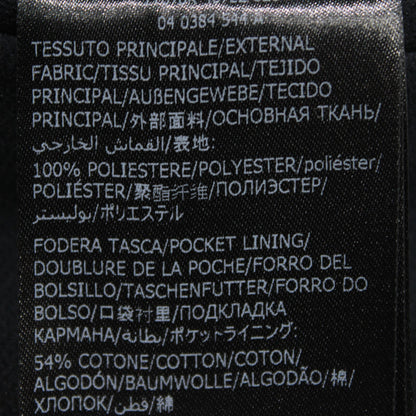 04 0384 544 A
TESSUTO PRINCIPALE/EXTERNAL
FABRIC/TISSU PRINCIPAL/TEJIDO
PRINCIPAL/AUßENGEWEBE/TECIDO
PRINCIPAL/外部面料/ОСНОВНАЯ ТКАНЬ/
القماش الخارجي/表地:
100% POLIESTERE/POLYESTER/poliéster/
POLIÉSTER/聚酯纤维/ПОЛИЭСТЕР/
بوليستر/ポリエステル
FODERA TASCA/POCKET LINING/
DOUBLURE DE LA POCHE/FORRO DEL
BOLSILLO/TASCHENFUTTER/FORRO DO
BOLSO/口袋衬里/ПОДКЛАДКА
КАРМАНА/بطانة/ポケットライニング:
54% COTONE/COTTON/COTON/
ALGODÓN/BAUMWOLLE/ALGODÃO/棉/
ХЛОПОК/قطن/綿